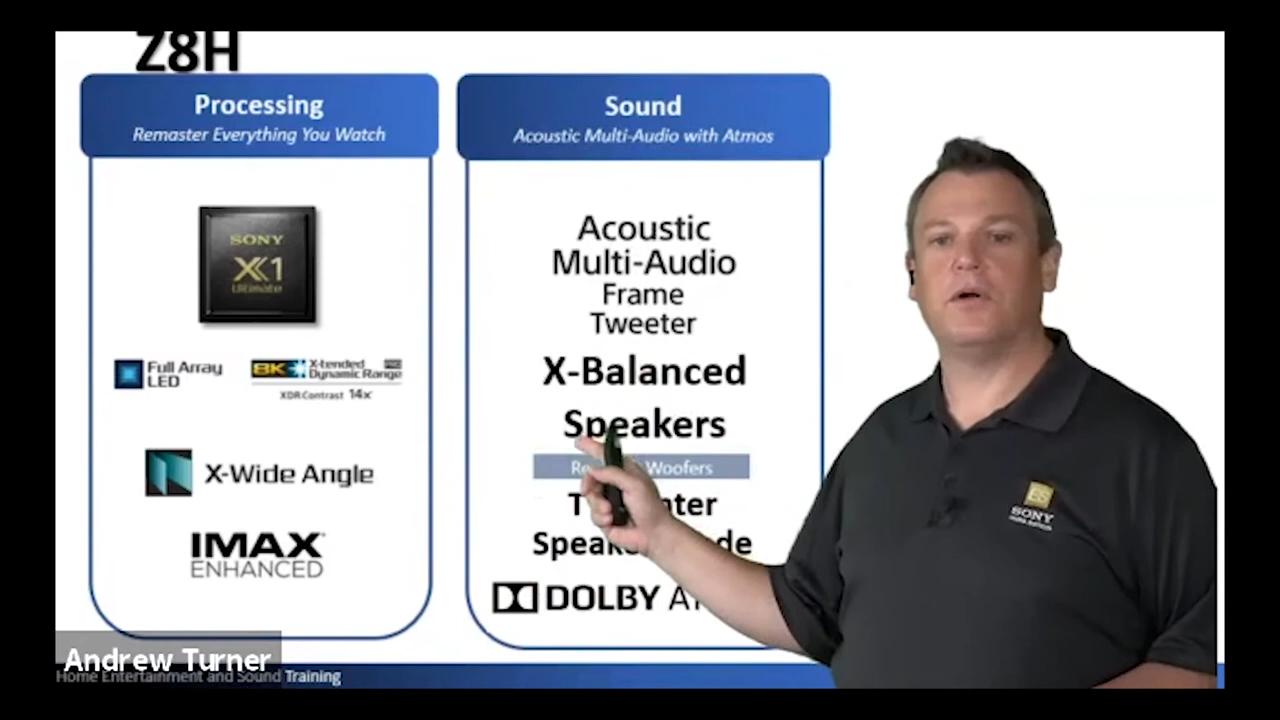 Z8H
Processing
Remaster Everything You Watch
SONY
X1
Ultimate
Full Array
LED
8K X-tended
Dynamic Range PRO
XDR Contrast 14x
X-Wide Angle
IMAX
ENHANCED
Sound
Acoustic Multi-Audio with Atmos
Acoustic
Multi-Audio
Frame
Tweeter
X-Balanced
Speakers
Woofers
DOLBY
ES
SONY
Andrew Turner
Home Entertainment and Sound Training